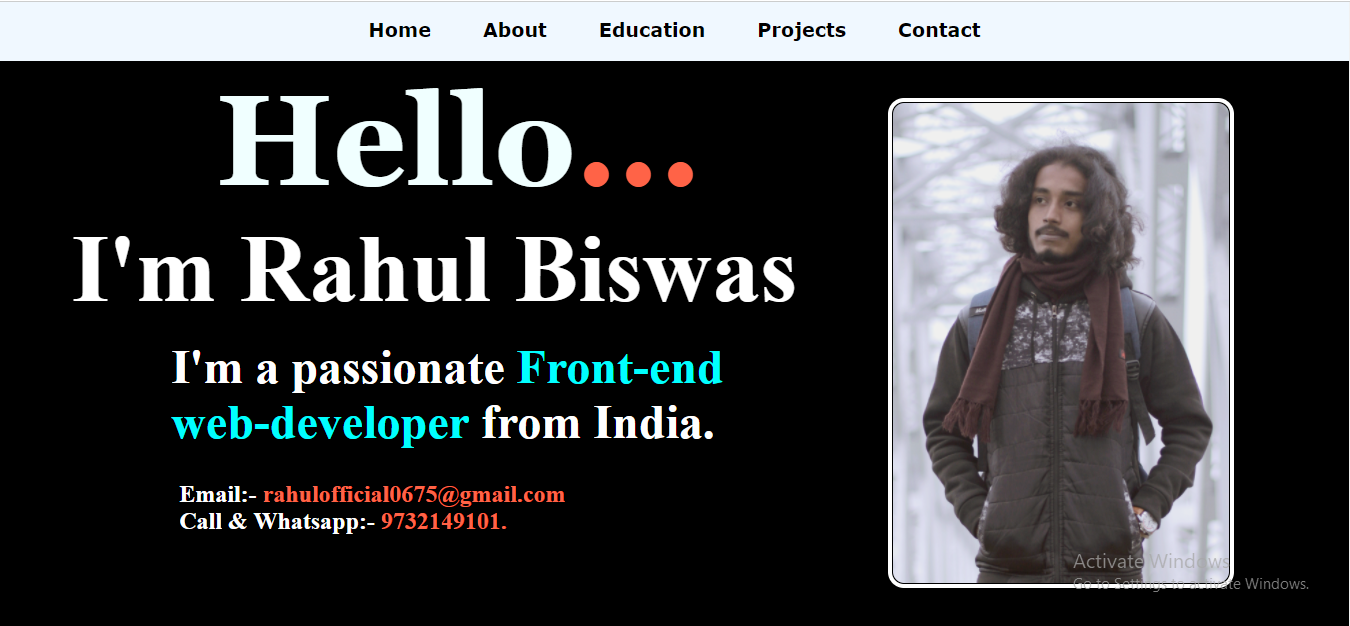 Home About Education Projects Contact
Hello...
I'm Rahul Biswas
I'm a passionate Front-end
web-developer from India.
Email:- rahulofficial0675@gmail.com
Call & Whatsapp:- 9732149101.
Activate Windows
Go to Settings to activate Windows.